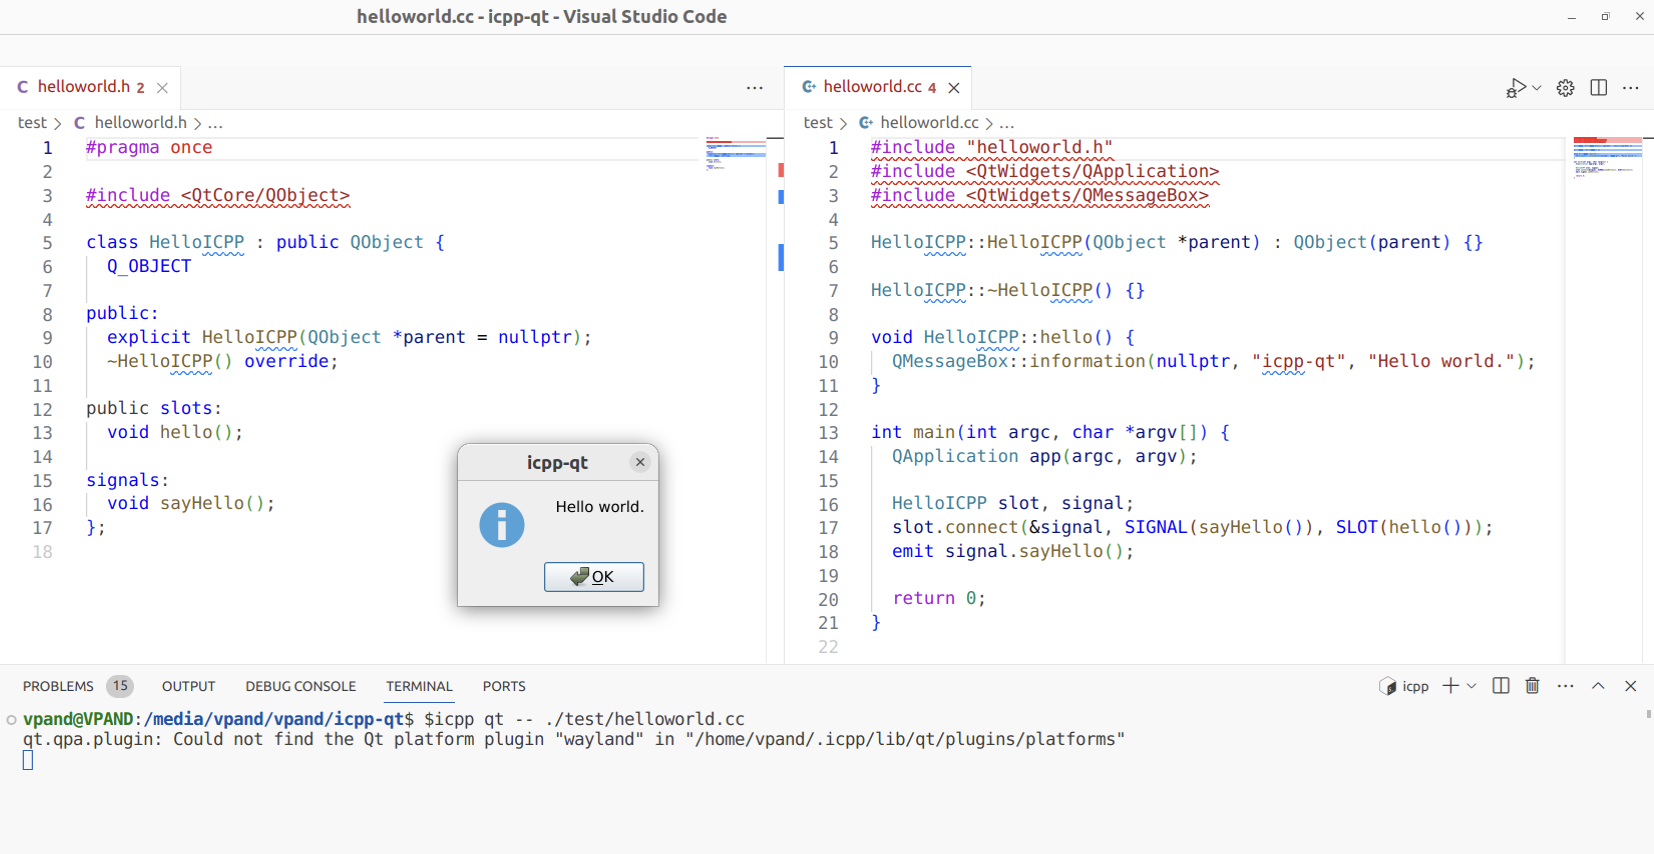 helloworld.cc - icpp-qt - Visual Studio Code
helloworld.h 2
test > helloworld.h > ...
1 #pragma once
2
3 #include <QtCore/QObject>
4
5 class HelloICPP : public QObject {
6 Q_OBJECT
7
8 public:
9 explicit HelloICPP(QObject *parent = nullptr);
10 ~HelloICPP() override;
11
12 public slots:
13 void hello();
14
15 signals:
16 void sayHello();
17 };
18
icpp-qt
Hello world.
OK
helloworld.cc 4
test > helloworld.cc > ...
1 #include "helloworld.h"
2 #include <QtWidgets/QApplication>
3 #include <QtWidgets/QMessageBox>
4
5 HelloICPP::HelloICPP(QObject *parent) : QObject(parent) {}
6
7 HelloICPP::~HelloICPP() {}
8
9 void HelloICPP::hello() {
10 QMessageBox::information(nullptr, "icpp-qt", "Hello world.");
11 }
12
13 int main(int argc, char *argv[]) {
14 QApplication app(argc, argv);
15
16 HelloICPP slot, signal;
17 slot.connect(&signal, SIGNAL(sayHello()), SLOT(hello()));
18 emit signal.sayHello();
19
20 return 0;
21 }
22
PROBLEMS 15 OUTPUT DEBUG CONSOLE TERMINAL PORTS icpp
vpand@VPAND:/media/vpand/vpand/icpp-qt$ $icpp qt -- ./test/helloworld.cc
qt.qpa.plugin: Could not find the Qt platform plugin "wayland" in "/home/vpand/.icpp/lib/qt/plugins/platforms"